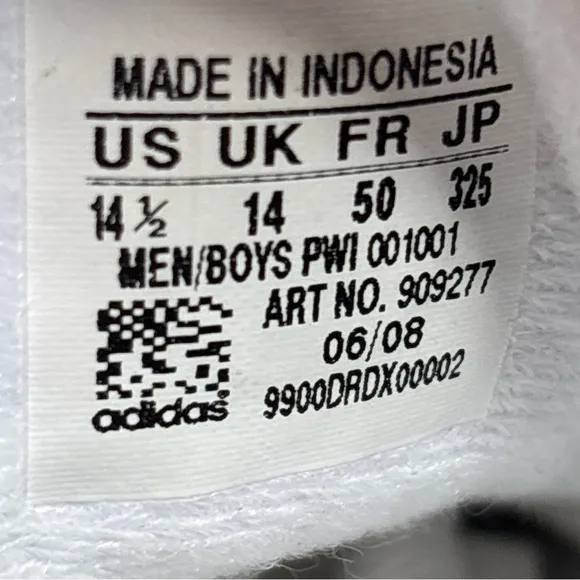 MADE IN INDONESIA
US UK FR JP
14 ½ 14 50 325
MEN/BOYS PWI 001001
ART NO. 909277
06/08
9900DRDX00002
adidas